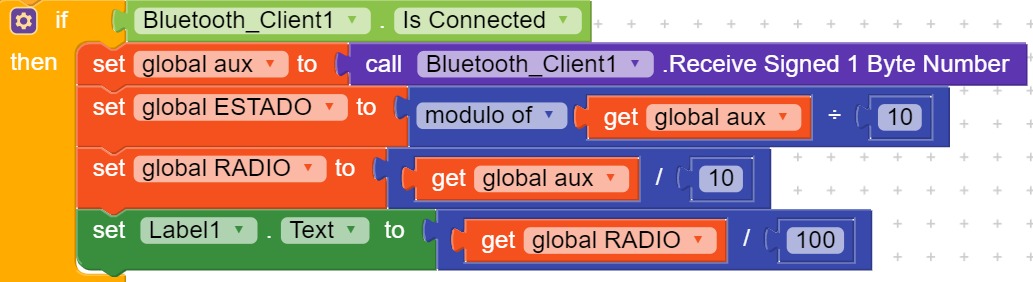 if Bluetooth_Client1 . Is Connected
then set global aux to call Bluetooth_Client1 .Receive Signed 1 Byte Number
set global ESTADO to modulo of get global aux ÷ 10
set global RADIO to get global aux / 10
set Label1 . Text to get global RADIO / 100